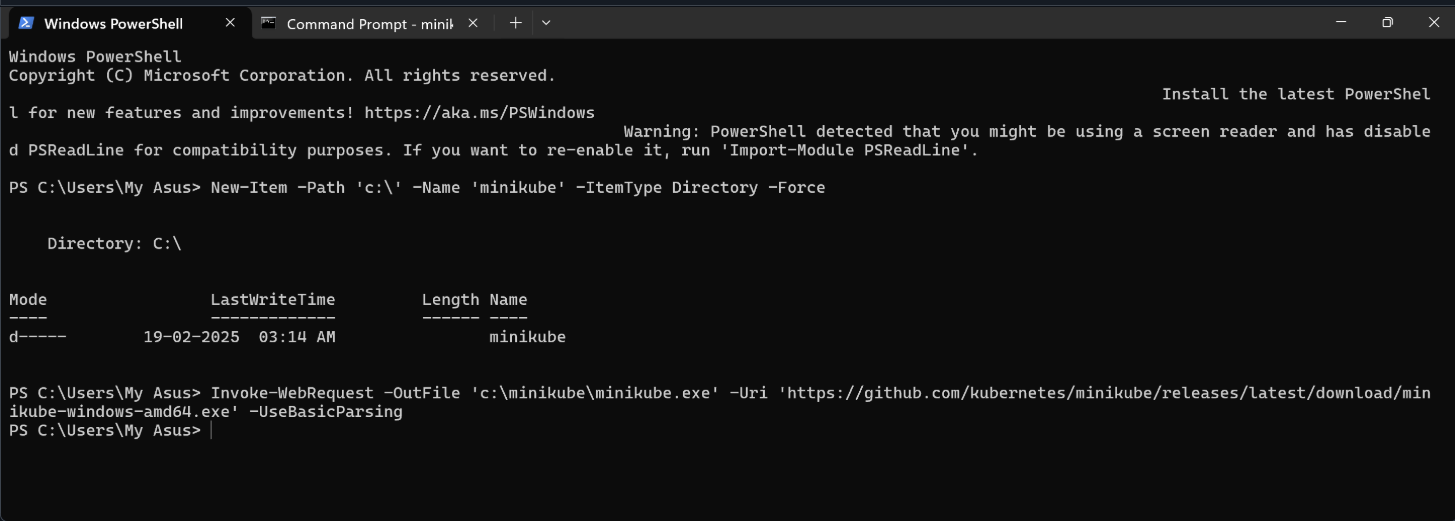 Windows PowerShell
Command Prompt - minik
Windows PowerShell
Copyright (C) Microsoft Corporation. All rights reserved.
Install the latest PowerShel
l for new features and improvements! https://aka.ms/PSWindows
Warning: PowerShell detected that you might be using a screen reader and has disable
d PSReadLine for compatibility purposes. If you want to re-enable it, run 'Import-Module PSReadLine'.
PS C:\Users\My Asus> New-Item -Path 'c:\' -Name 'minikube' -ItemType Directory -Force
Directory: C:\
Mode LastWriteTime Length Name
---- ------------- ------ ----
d----- 19-02-2025 03:14 AM minikube
PS C:\Users\My Asus> Invoke-WebRequest -OutFile 'c:\minikube\minikube.exe' -Uri 'https://github.com/kubernetes/minikube/releases/latest/download/min
ikube-windows-amd64.exe' -UseBasicParsing
PS C:\Users\My Asus>